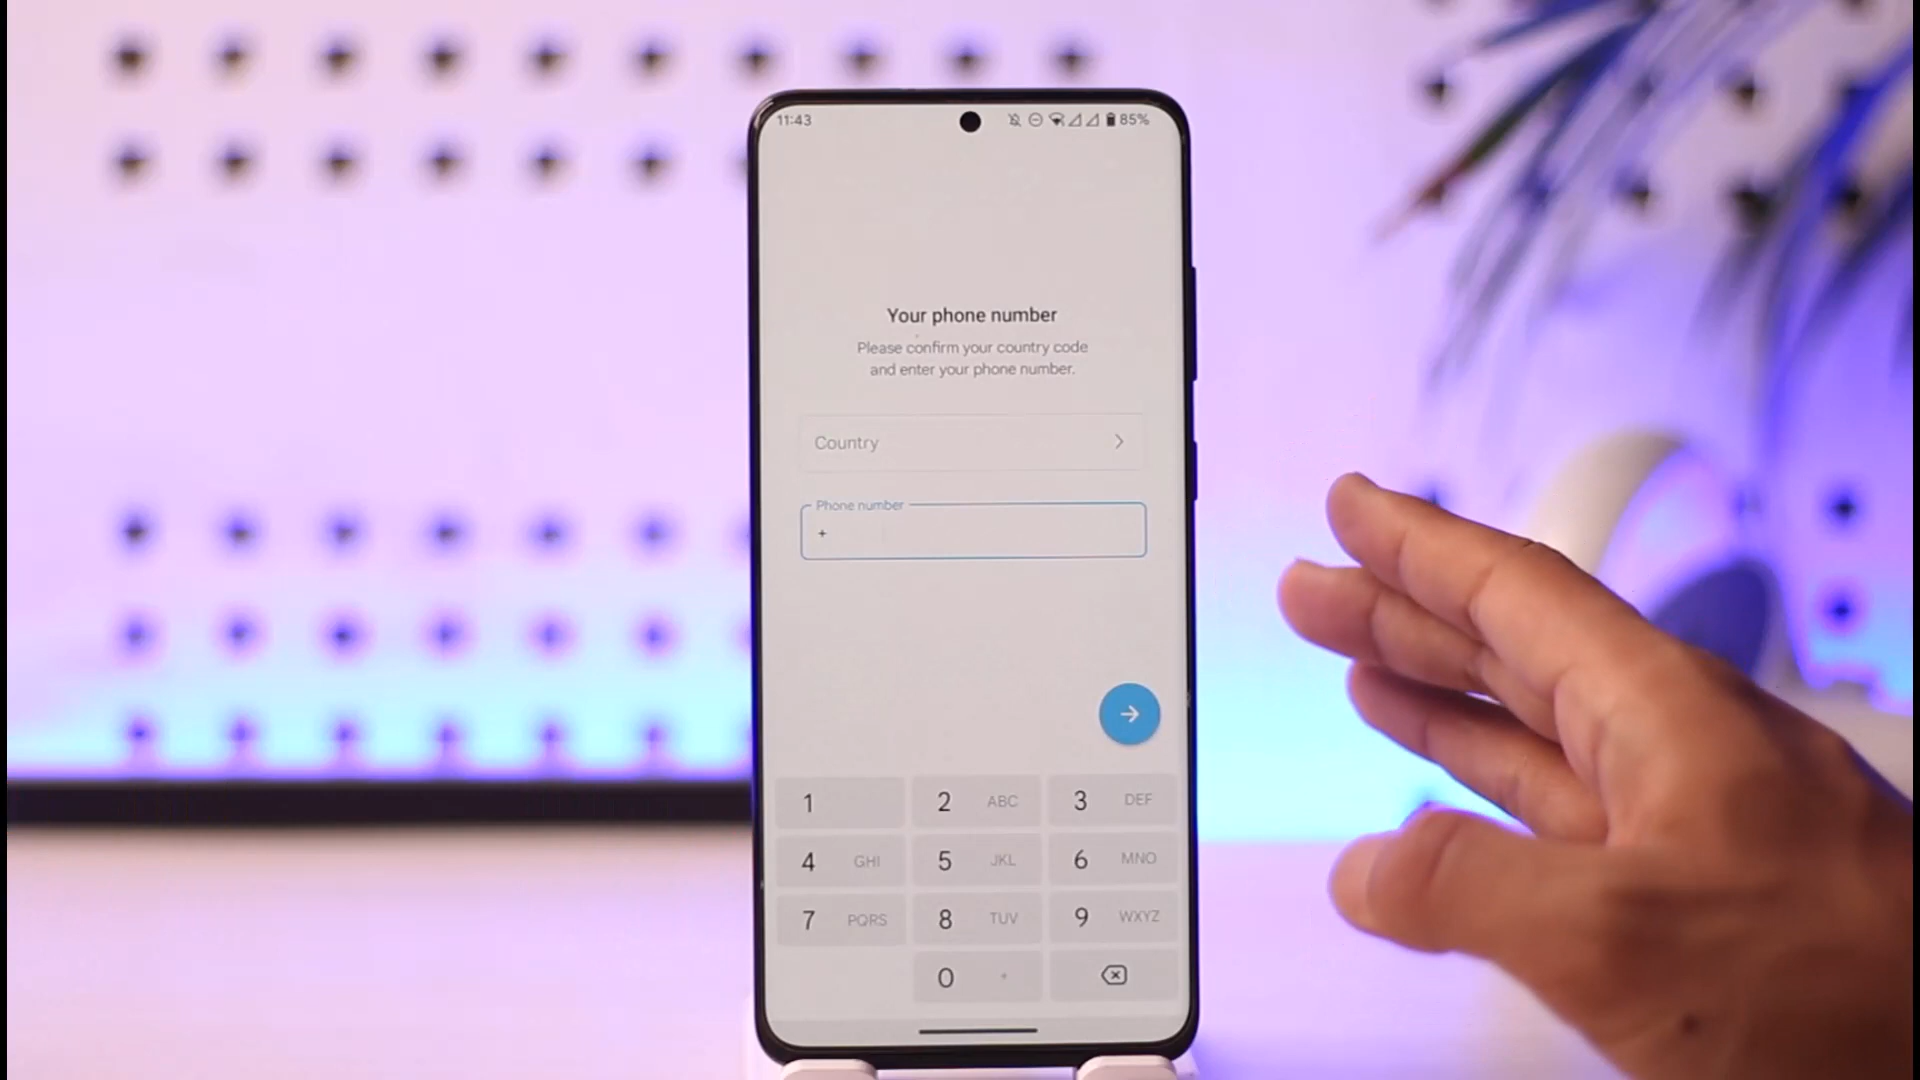 11:43
85%
Your phone number
Please confirm your country code
and enter your phone number.
Country
Phone number
+
1
2 ABC
3 DEF
4 GHI
5 JKL
6 MNO
7 PQRS
8 TUV
9 WXYZ
0